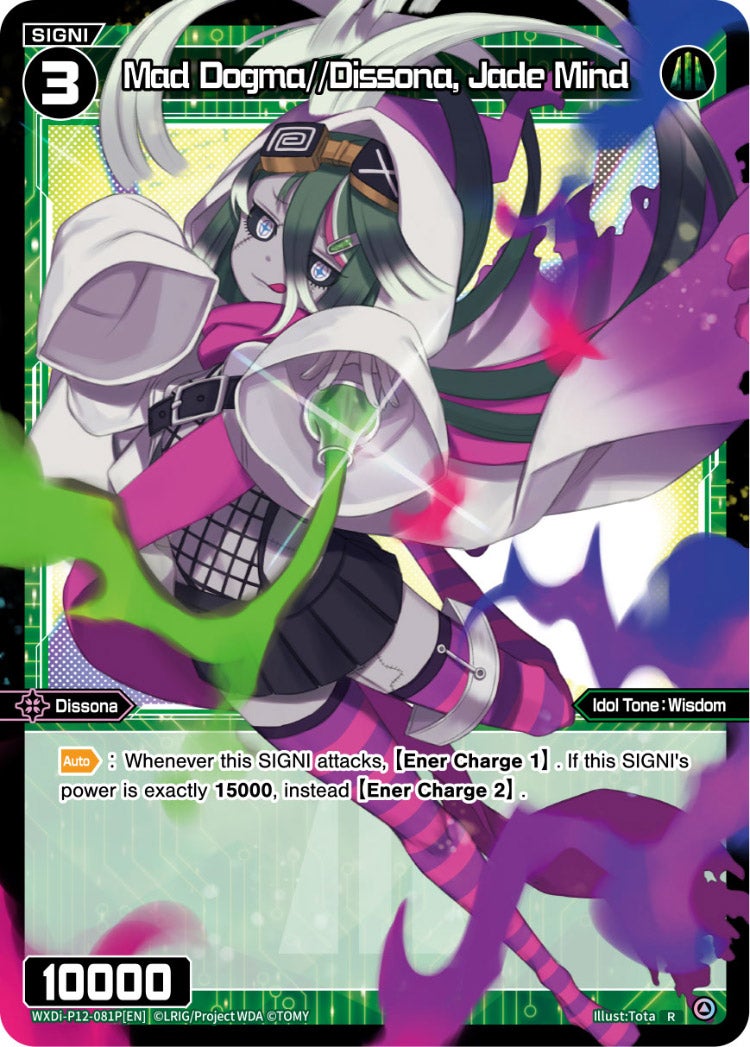 SIGNI
3
Mad Dogma//Dissona, Jade Mind
Dissona
Idol Tone:Wisdom
Auto : Whenever this SIGNI attacks,【Ener Charge 1】. If this SIGNI's
power is exactly 15000, instead【Ener Charge 2】.
10000
WXDi-P12-081P[EN] ©LRIG/Project WDA ©TOMY
Illust:Tota R